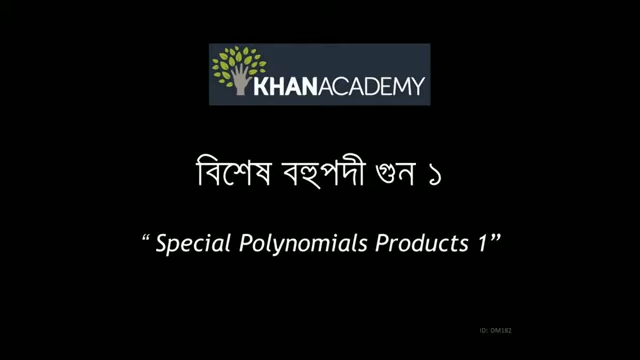 KHANACADEMY
বিশেষ বহুপদী গুন ১
“ Special Polynomials Products 1”
ID: DM182